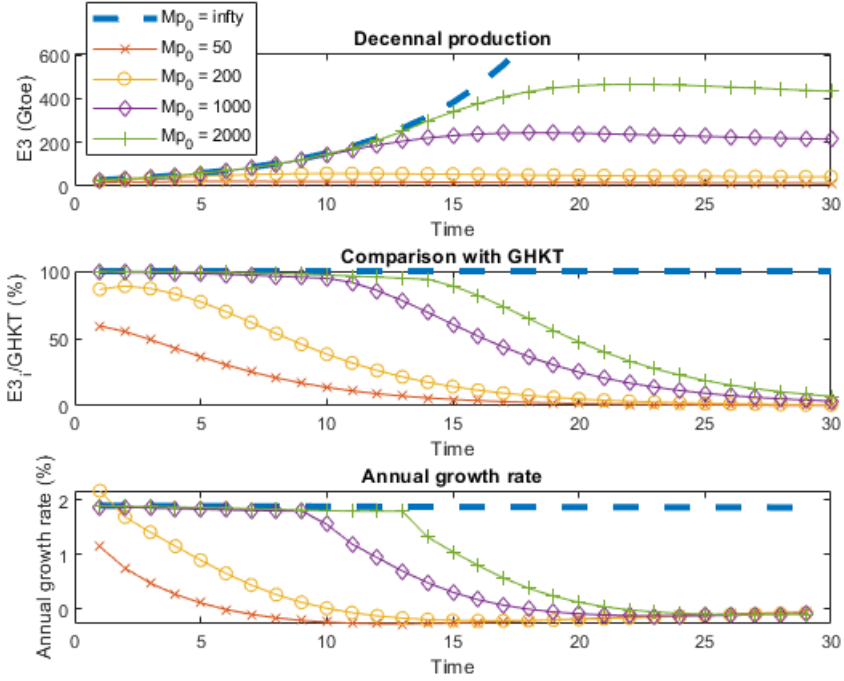 Mp0 = infty
Mp0 = 50
Mp0 = 200
Mp0 = 1000
Mp0 = 2000
Decennal production
E3 (Gtoe)
600
400
200
0
0 5 10 15 20 25 30
Time
Comparison with GHKT
E3i/GHKT (%)
100
50
0
0 5 10 15 20 25 30
Time
Annual growth rate
Annual growth rate (%)
2
1
0
0 5 10 15 20 25 30
Time